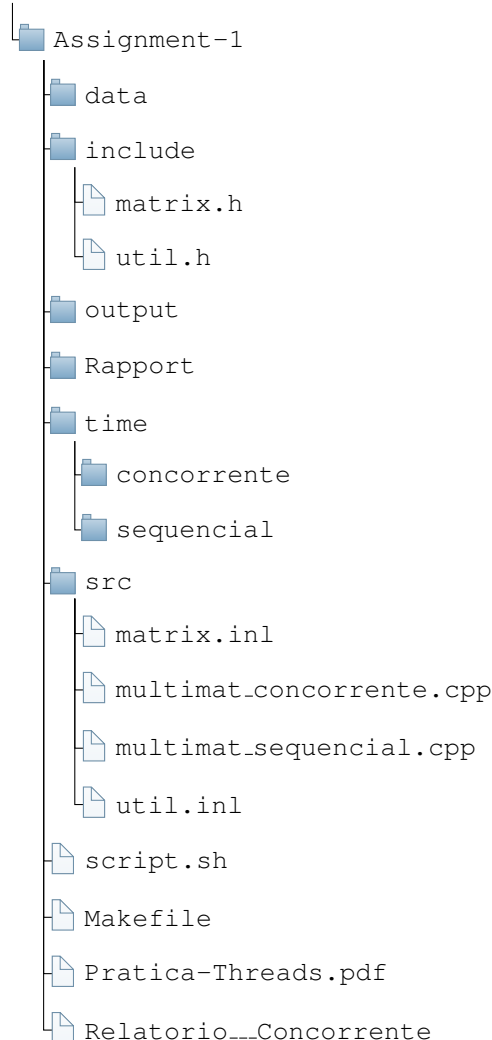 Assignment-1
data
include
matrix.h
util.h
output
Rapport
time
concorrente
sequencial
src
matrix.inl
multimat_concorrente.cpp
multimat_sequencial.cpp
util.inl
script.sh
Makefile
Pratica-Threads.pdf
Relatorio___Concorrente